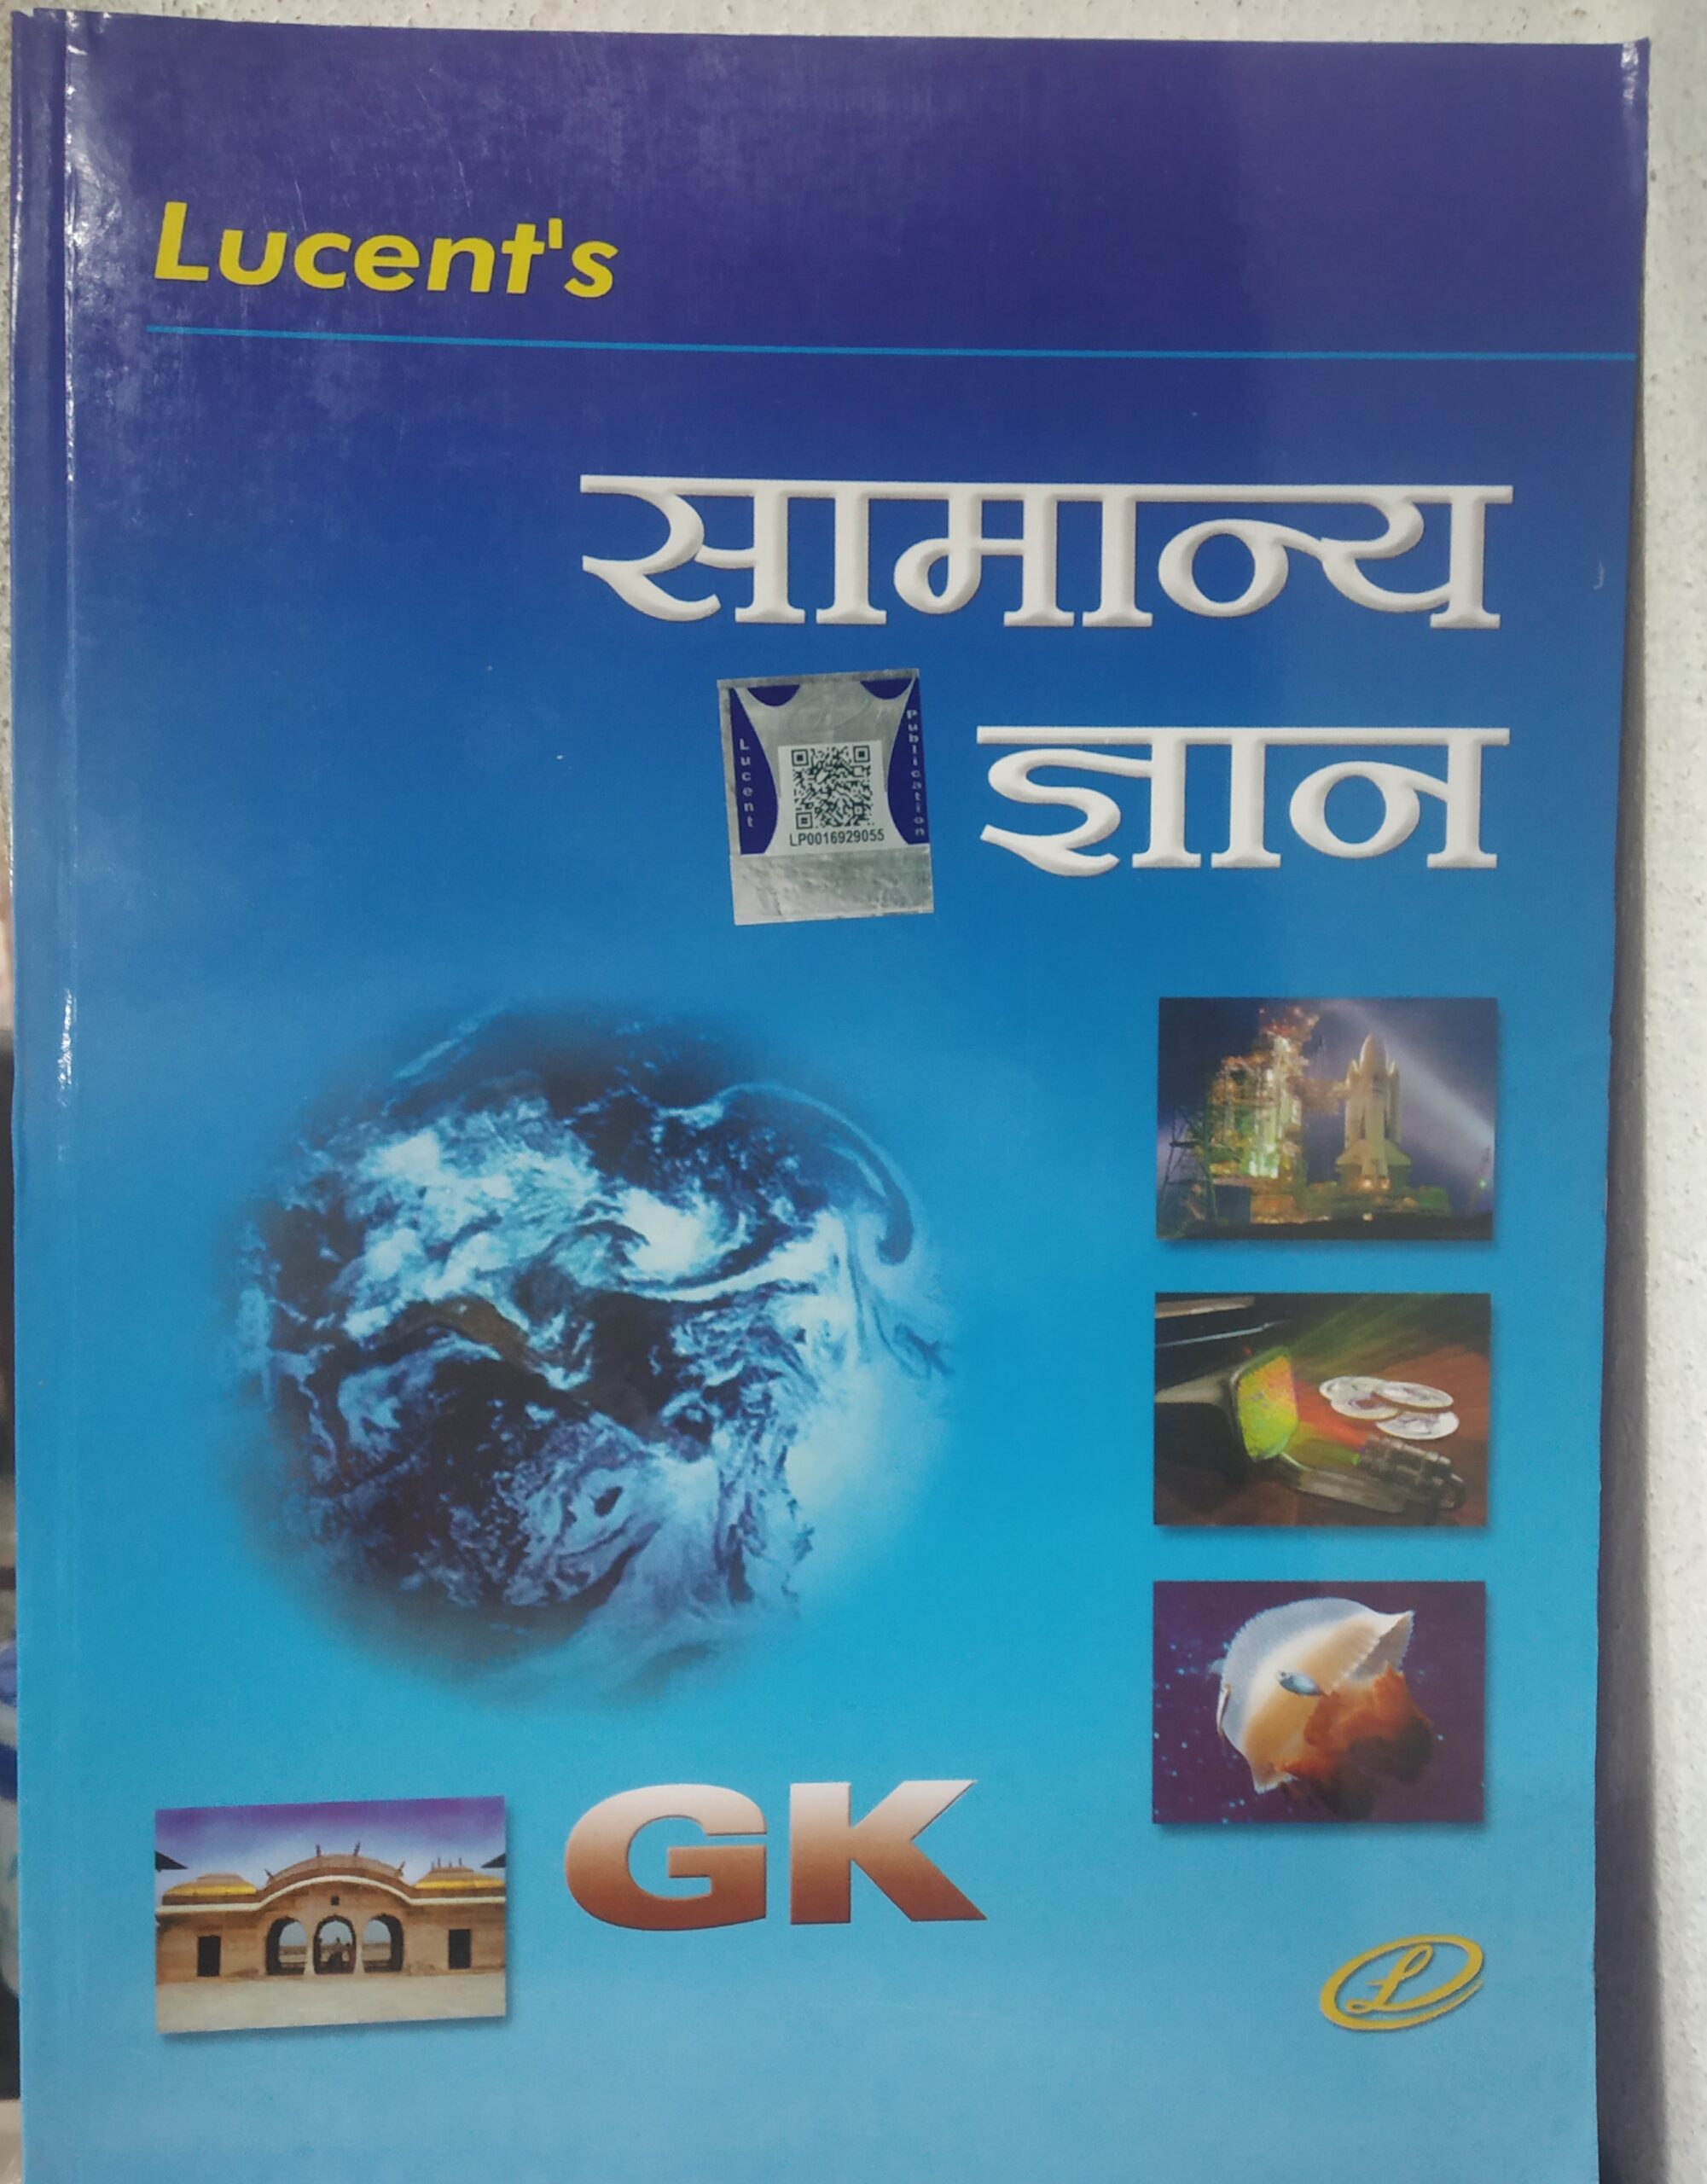 Lucent's
सामान्य
ज्ञान
Lucent
Publication
LP0016929055
GK
L